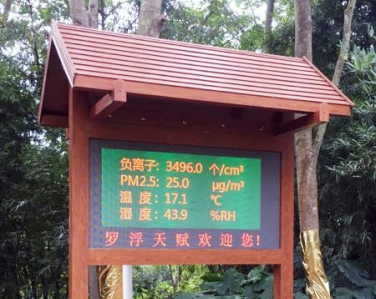 负离子: 3496.0 个/cm³
PM2.5: 25.0 μg/m³
温 度: 17.1 ℃
湿 度: 43.9 %RH
罗浮天赋欢迎您!